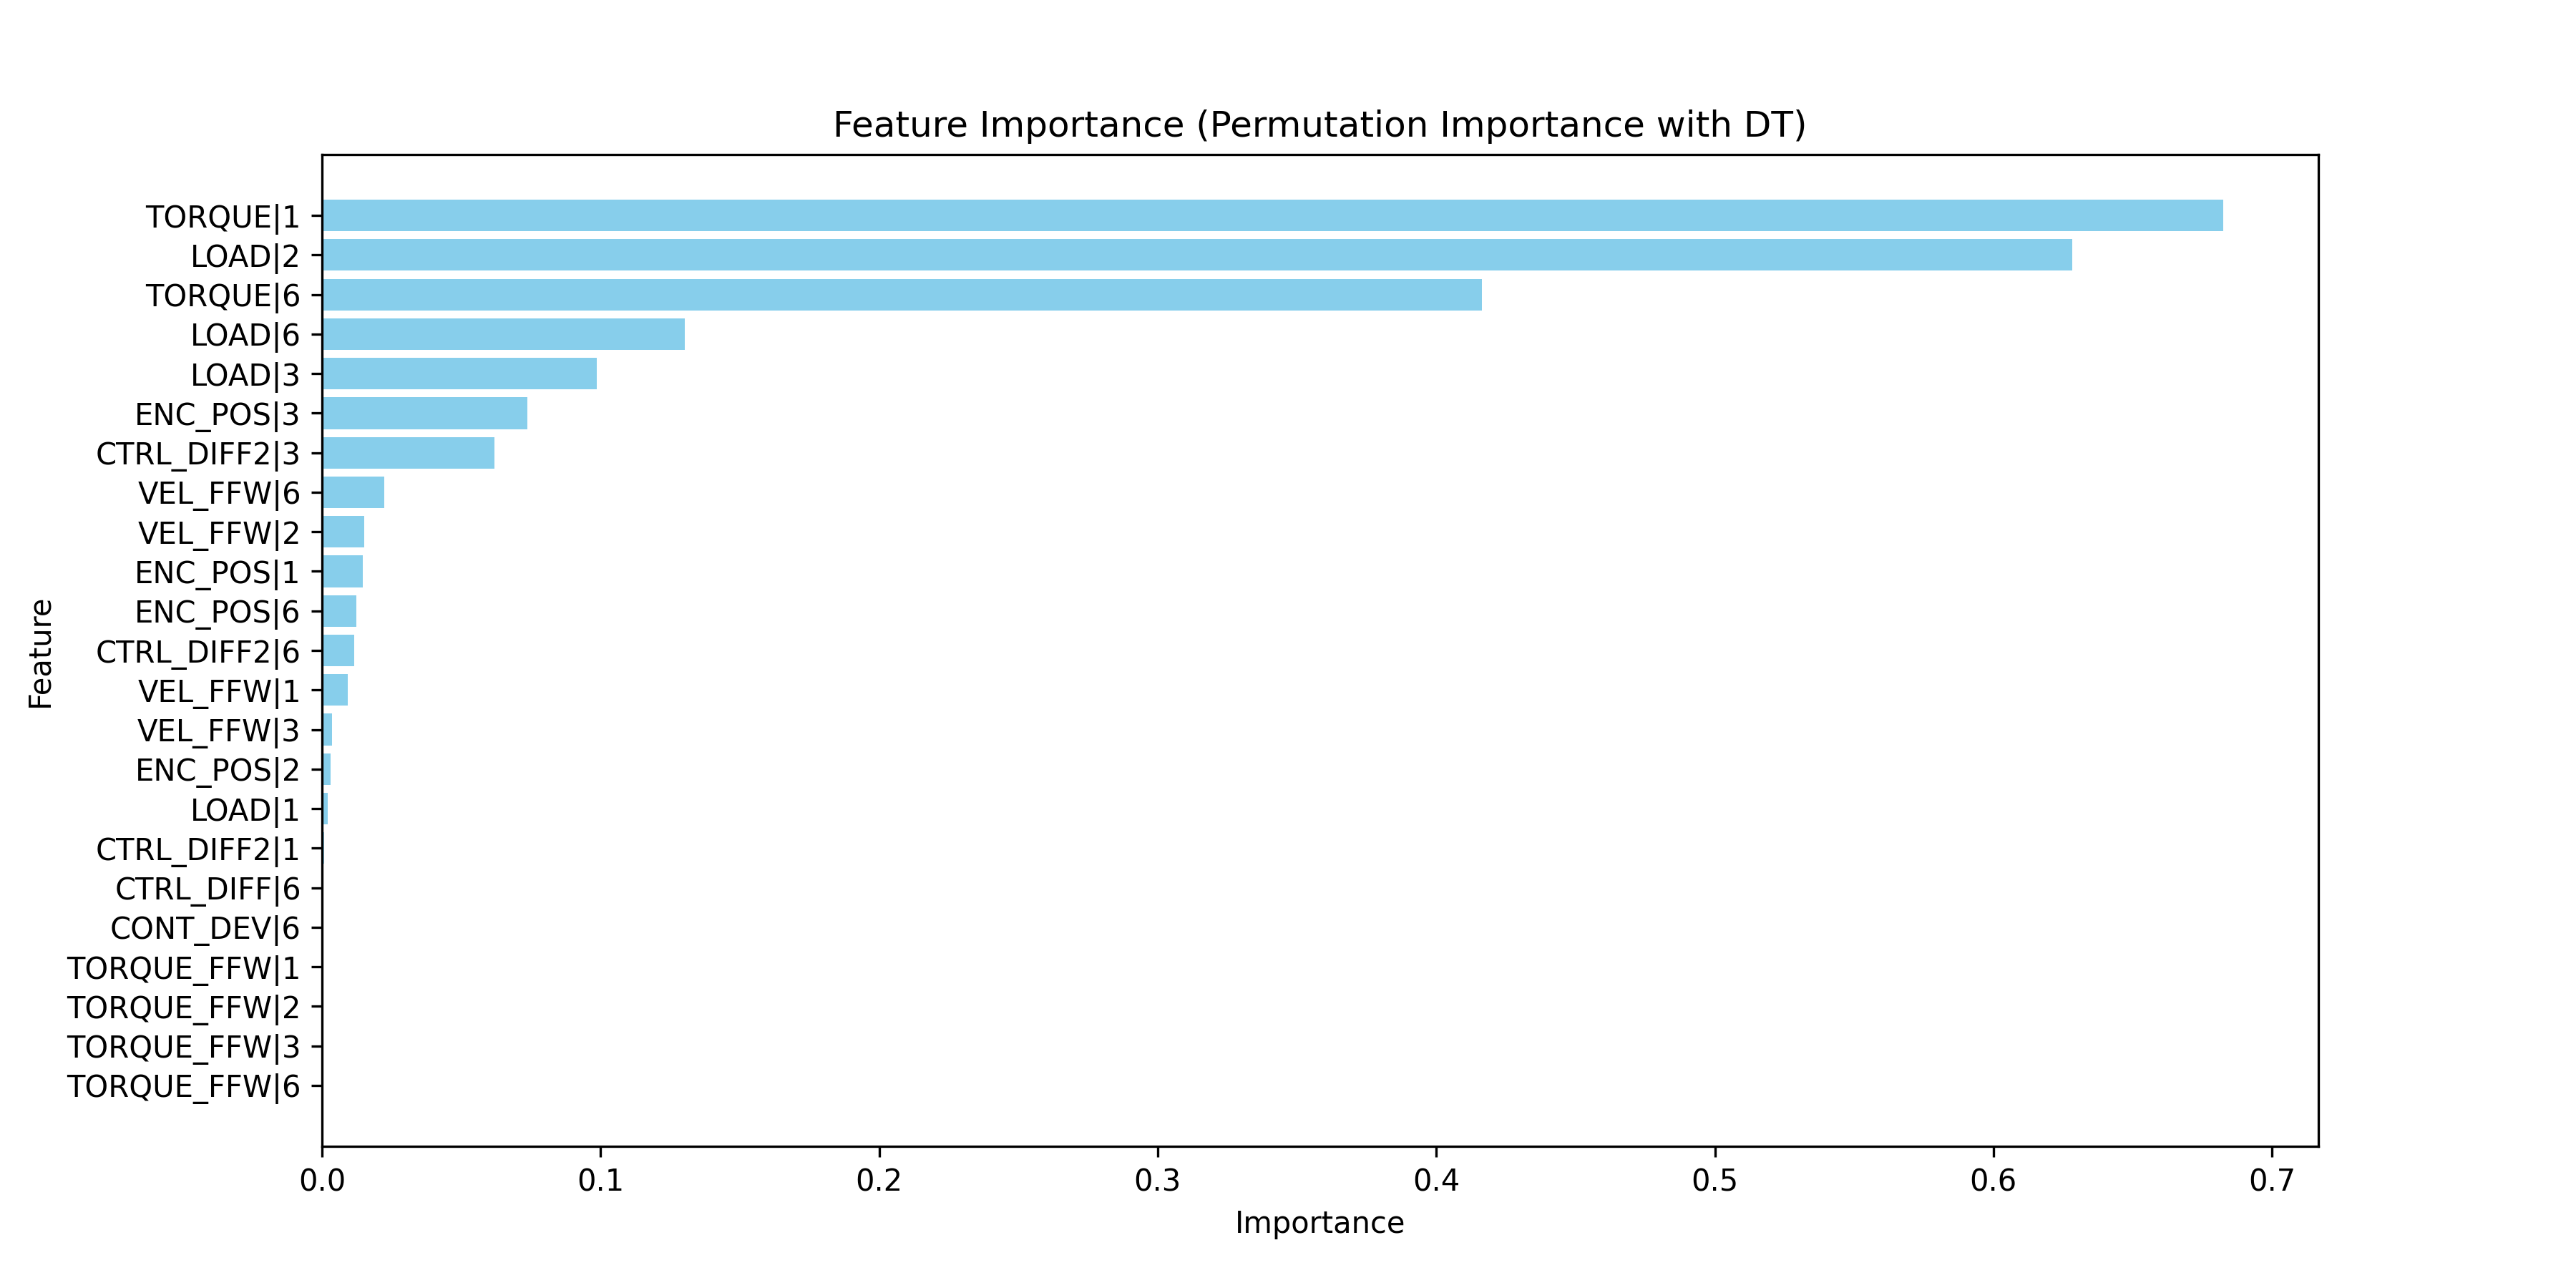 Feature Importance (Permutation Importance with DT)
TORQUE|1
LOAD|2
TORQUE|6
LOAD|6
LOAD|3
ENC_POS|3
CTRL_DIFF2|3
VEL_FFW|6
VEL_FFW|2
ENC_POS|1
ENC_POS|6
CTRL_DIFF2|6
VEL_FFW|1
VEL_FFW|3
ENC_POS|2
LOAD|1
CTRL_DIFF2|1
CTRL_DIFF|6
CONT_DEV|6
TORQUE_FFW|1
TORQUE_FFW|2
TORQUE_FFW|3
TORQUE_FFW|6
Feature
0.0 0.1 0.2 0.3 0.4 0.5 0.6 0.7
Importance